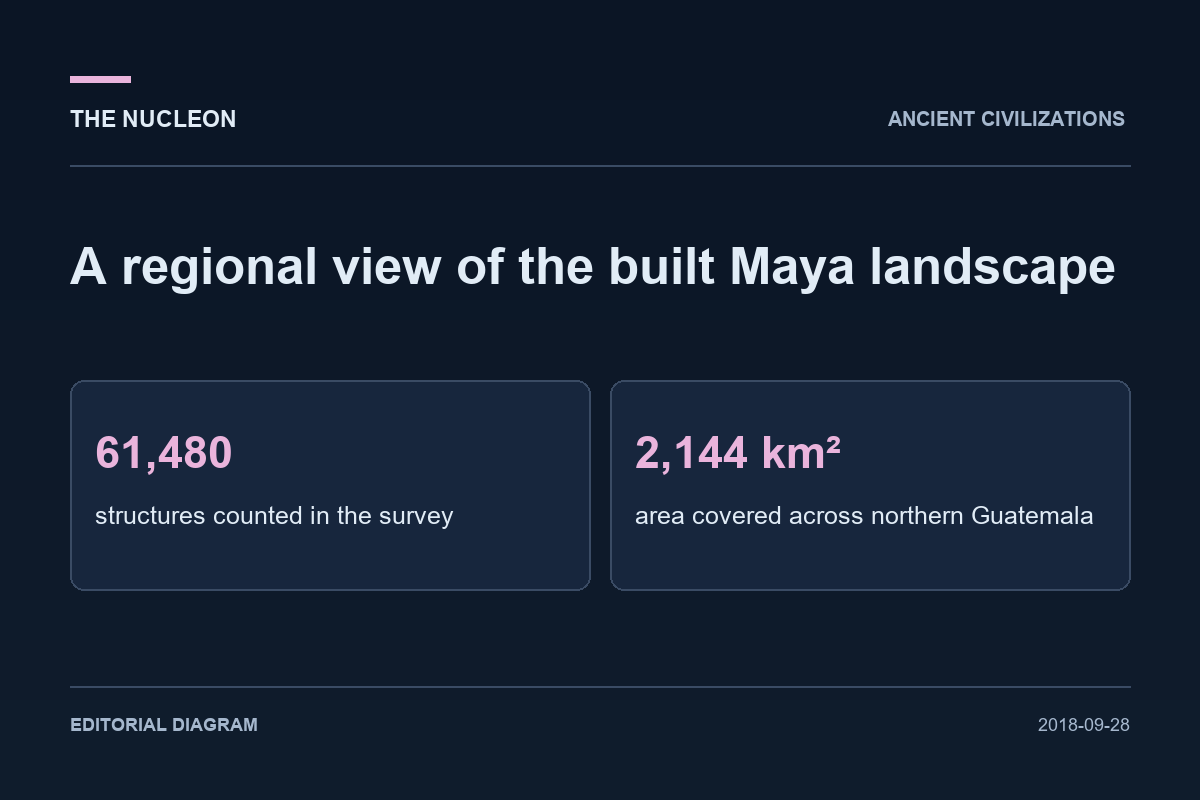 THE NUCLEON
ANCIENT CIVILIZATIONS
A regional view of the built Maya landscape
61,480
structures counted in the survey
2,144 km²
area covered across northern Guatemala
EDITORIAL DIAGRAM
2018-09-28